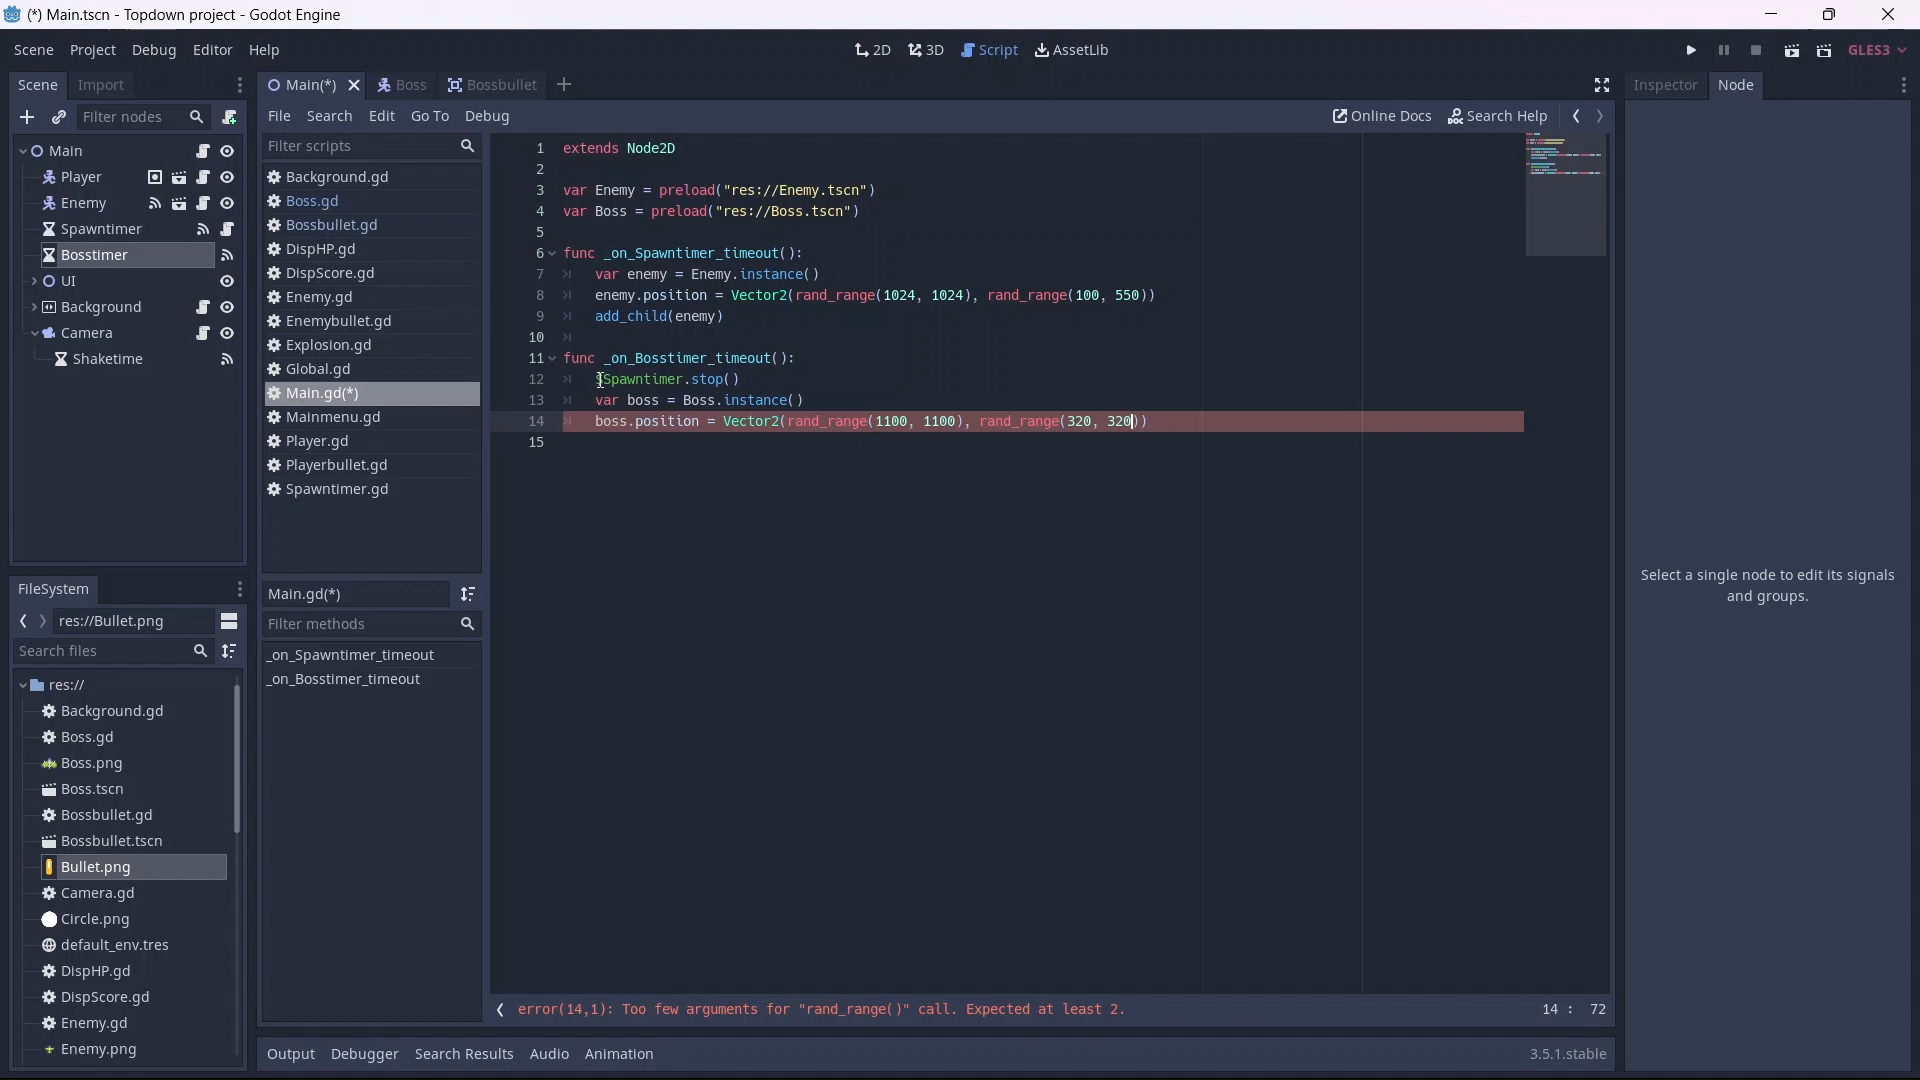 (*) Main.tscn - Topdown project - Godot Engine
Scene Project Debug Editor Help
2D 3D Script AssetLib
GLES3
Scene Import
Filter nodes
Main
Player
Enemy
Spawntimer
Bosstimer
UI
Background
Camera
Shaketime
FileSystem
res://Bullet.png
Search files
res://
Background.gd
Boss.gd
Boss.png
Boss.tscn
Bossbullet.gd
Bossbullet.tscn
Bullet.png
Camera.gd
Circle.png
default_env.tres
DispHP.gd
DispScore.gd
Enemy.gd
Enemy.png
Main(*) Boss Bossbullet
File Search Edit Go To Debug
Online Docs Search Help
Filter scripts
Background.gd
Boss.gd
Bossbullet.gd
DispHP.gd
DispScore.gd
Enemy.gd
Enemybullet.gd
Explosion.gd
Global.gd
Main.gd(*)
Mainmenu.gd
Player.gd
Playerbullet.gd
Spawntimer.gd
Main.gd(*)
Filter methods
_on_Spawntimer_timeout
_on_Bosstimer_timeout
1 extends Node2D
2
3 var Enemy = preload("res://Enemy.tscn")
4 var Boss = preload("res://Boss.tscn")
5
6 func _on_Spawntimer_timeout():
7 var enemy = Enemy.instance()
8 enemy.position = Vector2(rand_range(1024, 1024), rand_range(100, 550))
9 add_child(enemy)
10
11 func _on_Bosstimer_timeout():
12 $Spawntimer.stop()
13 var boss = Boss.instance()
14 boss.position = Vector2(rand_range(1100, 1100), rand_range(320, 320))
15
error(14,1): Too few arguments for "rand_range()" call. Expected at least 2.
14 : 72
Output Debugger Search Results Audio Animation
3.5.1.stable
Inspector Node
Select a single node to edit its signals
and groups.